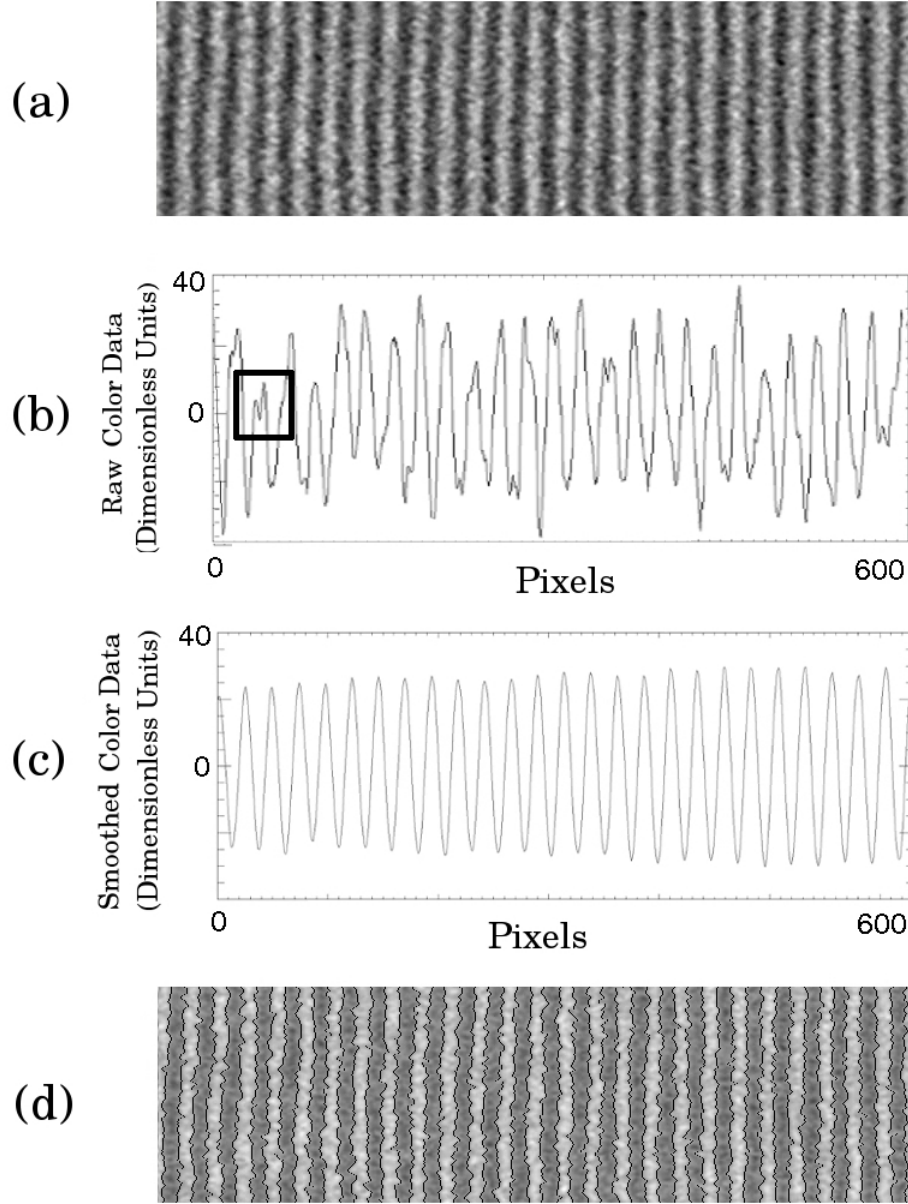 (a)
(b)
40
0
Raw Color Data
(Dimensionless Units)
0
600
Pixels
(c)
40
0
Smoothed Color Data
(Dimensionless Units)
0
600
Pixels
(d)